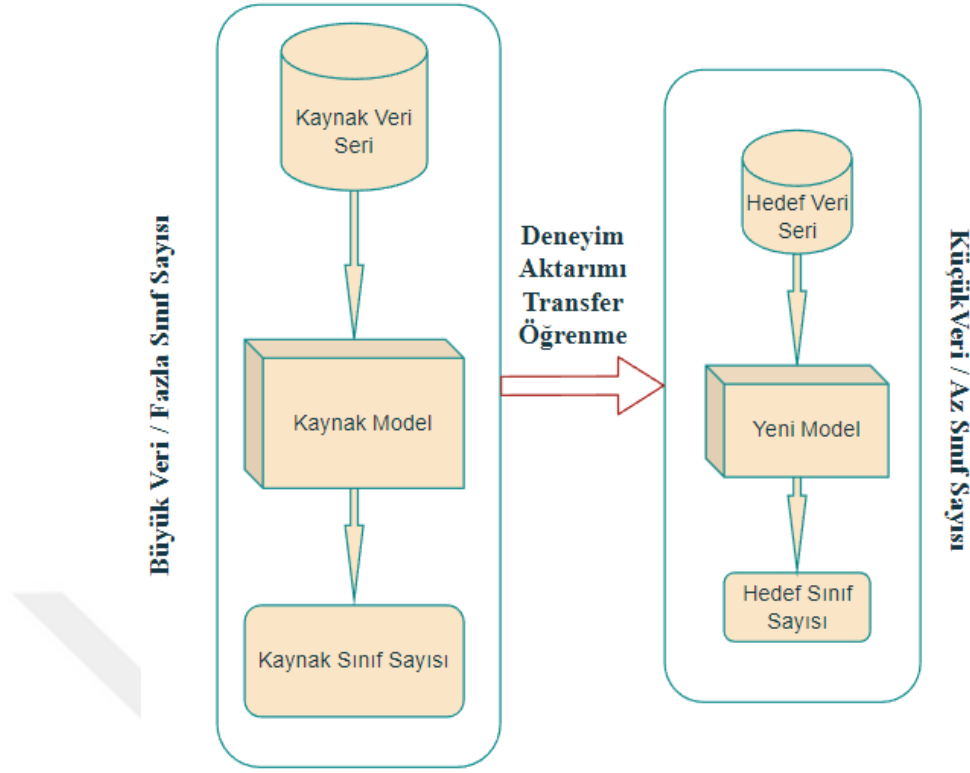 Büyük Veri / Fazla Sınıf Sayısı
Kaynak Veri
Seri
Kaynak Model
Kaynak Sınıf Sayısı
Deneyim
Aktarımı
Transfer
Öğrenme
Hedef Veri
Seri
Yeni Model
Hedef Sınıf
Sayısı
KüçükVeri / Az Sınıf Sayısı